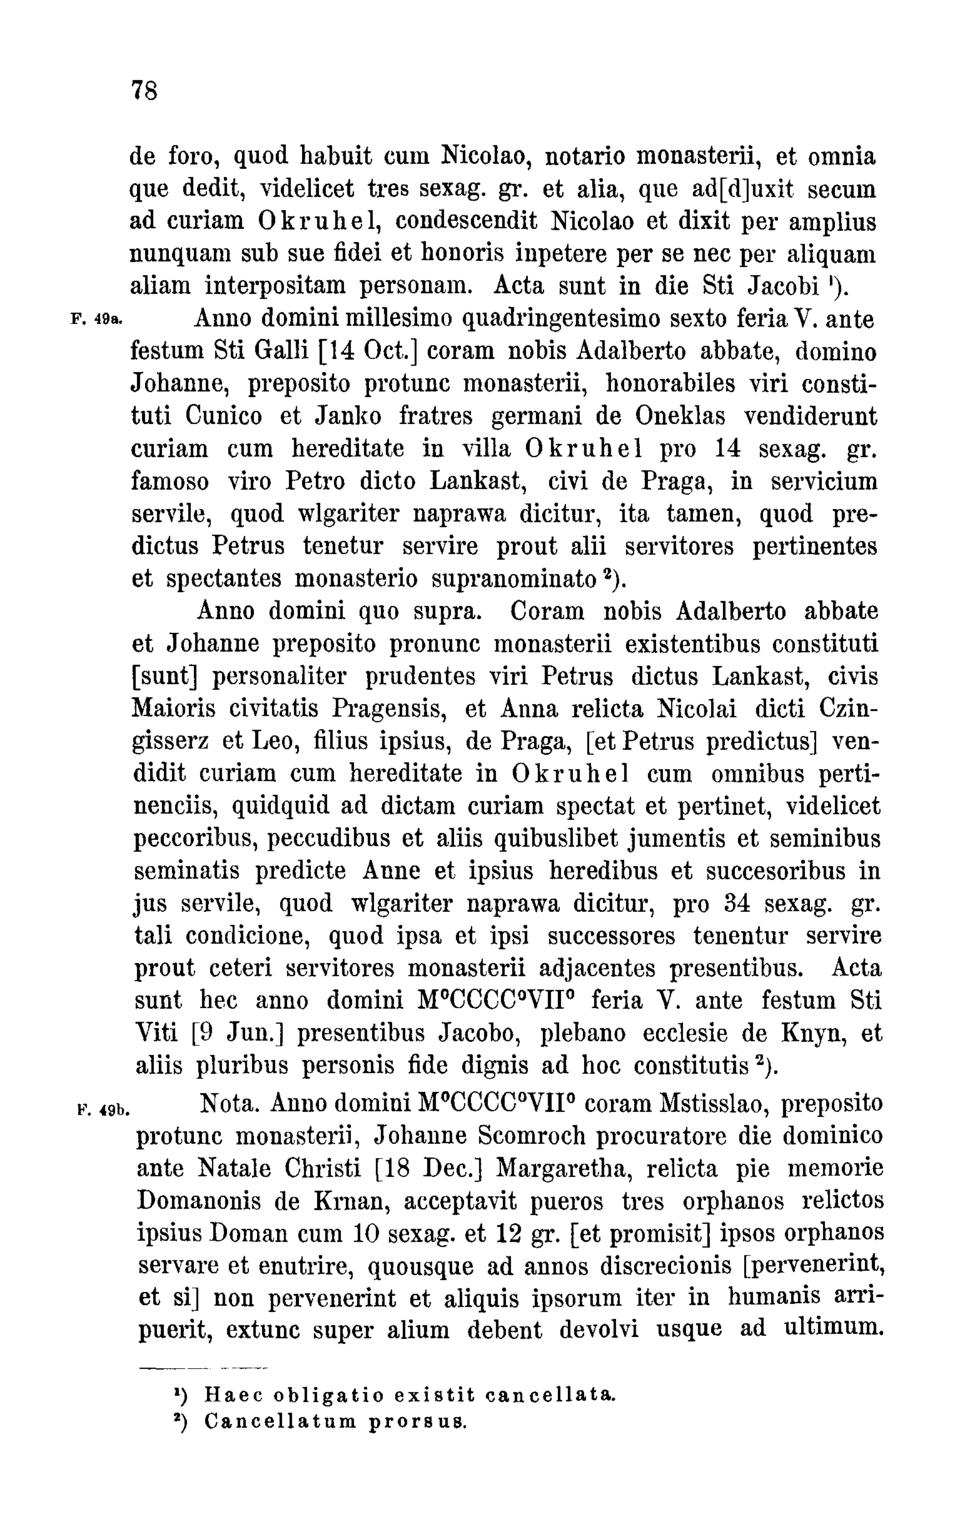 78
de foro, quod habuit cum Nicolao, notario monasterii, et omnia
que dedit, videlicet tres sexag. gr. et alia, que ad[d]uxit secum
ad curiam Okruhel, condescendit Nicolao et dixit per amplius
nunquam sub sue fidei et honoris inpetere per se nec per aliquam
aliam interpositam personam. Acta sunt in die Sti Jacobi ¹).
F. 49a. Anno domini millesimo quadringentesimo sexto feria V. ante
festum Sti Galli [14 Oct.] coram nobis Adalberto abbate, domino
Johanne, preposito protunc monasterii, honorabiles viri consti-
tuti Cunico et Janko fratres germani de Oneklas vendiderunt
curiam cum hereditate in villa Okruhel pro 14 sexag. gr.
famoso viro Petro dicto Lankast, civi de Praga, in servicium
servile, quod wlgariter naprawa dicitur, ita tamen, quod pre-
dictus Petrus tenetur servire prout alii servitores pertinentes
et spectantes monasterio supranominato ²).
Anno domini quo supra. Coram nobis Adalberto abbate
et Johanne preposito pronunc monasterii existentibus constituti
[sunt] personaliter prudentes viri Petrus dictus Lankast, civis
Maioris civitatis Pragensis, et Anna relicta Nicolai dicti Czin-
gisserz et Leo, filius ipsius, de Praga, [et Petrus predictus] ven-
didit curiam cum hereditate in Okruhel cum omnibus perti-
nenciis, quidquid ad dictam curiam spectat et pertinet, videlicet
peccoribus, peccudibus et aliis quibuslibet jumentis et seminibus
seminatis predicte Anne et ipsius heredibus et succesoribus in
jus servile, quod wlgariter naprawa dicitur, pro 34 sexag. gr.
tali condicione, quod ipsa et ipsi successores tenentur servire
prout ceteri servitores monasterii adjacentes presentibus. Acta
sunt hec anno domini M⁰CCCC⁰VII⁰ feria V. ante festum Sti
Viti [9 Jun.] presentibus Jacobo, plebano ecclesie de Knyn, et
aliis pluribus personis fide dignis ad hoc constitutis ²).
F. 49b. Nota. Anno domini M⁰CCCC⁰VII⁰ coram Mstisslao, preposito
protunc monasterii, Johanne Scomroch procuratore die dominico
ante Natale Christi [18 Dec.] Margaretha, relicta pie memorie
Domanonis de Krnan, acceptavit pueros tres orphanos relictos
ipsius Doman cum 10 sexag. et 12 gr. [et promisit] ipsos orphanos
servare et enutrire, quousque ad annos discrecionis [pervenerint,
et si] non pervenerint et aliquis ipsorum iter in humanis arri-
puerit, extunc super alium debent devolvi usque ad ultimum.
¹) Haec obligatio existit cancellata.
²) Cancellatum prorsus.